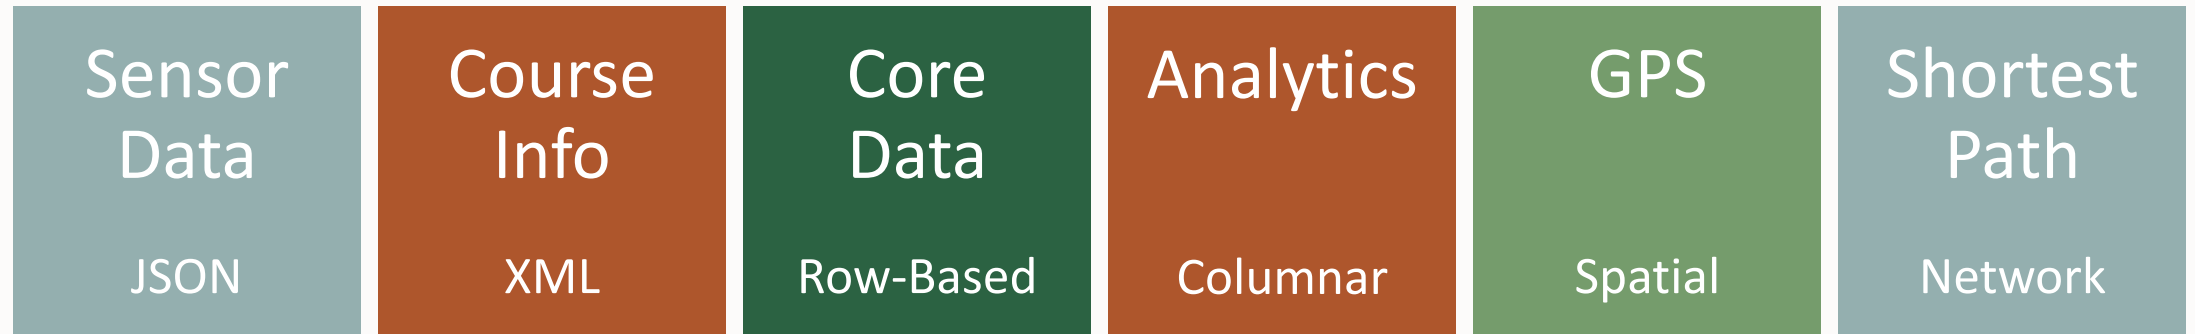 Sensor
Data
JSON
Course
Info
XML
Core
Data
Row-Based
Analytics
Columnar
GPS
Spatial
Shortest
Path
Network